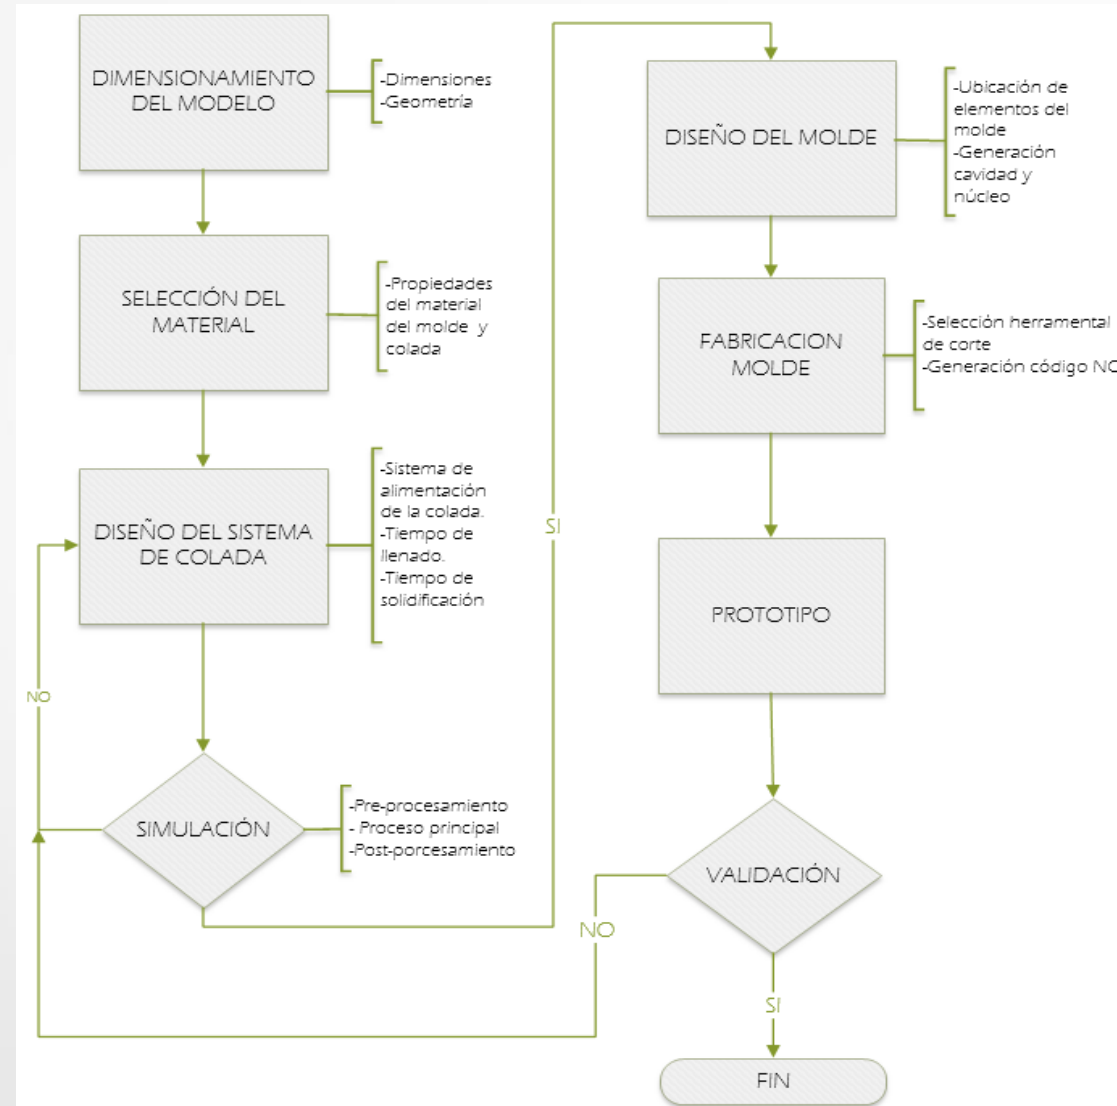 DIMENSIONAMIENTO
DEL MODELO
-Dimensiones
-Geometría
SELECCIÓN DEL
MATERIAL
-Propiedades
del material
del molde y
colada
DISEÑO DEL SISTEMA
DE COLADA
-Sistema de
alimentación
de la colada.
-Tiempo de
llenado.
-Tiempo de
solidificación
NO
SIMULACIÓN
-Pre-procesamiento
- Proceso principal
-Post-porcesamiento
SI
DISEÑO DEL MOLDE
-Ubicación de
elementos del
molde
-Generación
cavidad y
núcleo
FABRICACION
MOLDE
-Selección herramental
de corte
-Generación código NC
PROTOTIPO
VALIDACIÓN
NO
SI
FIN